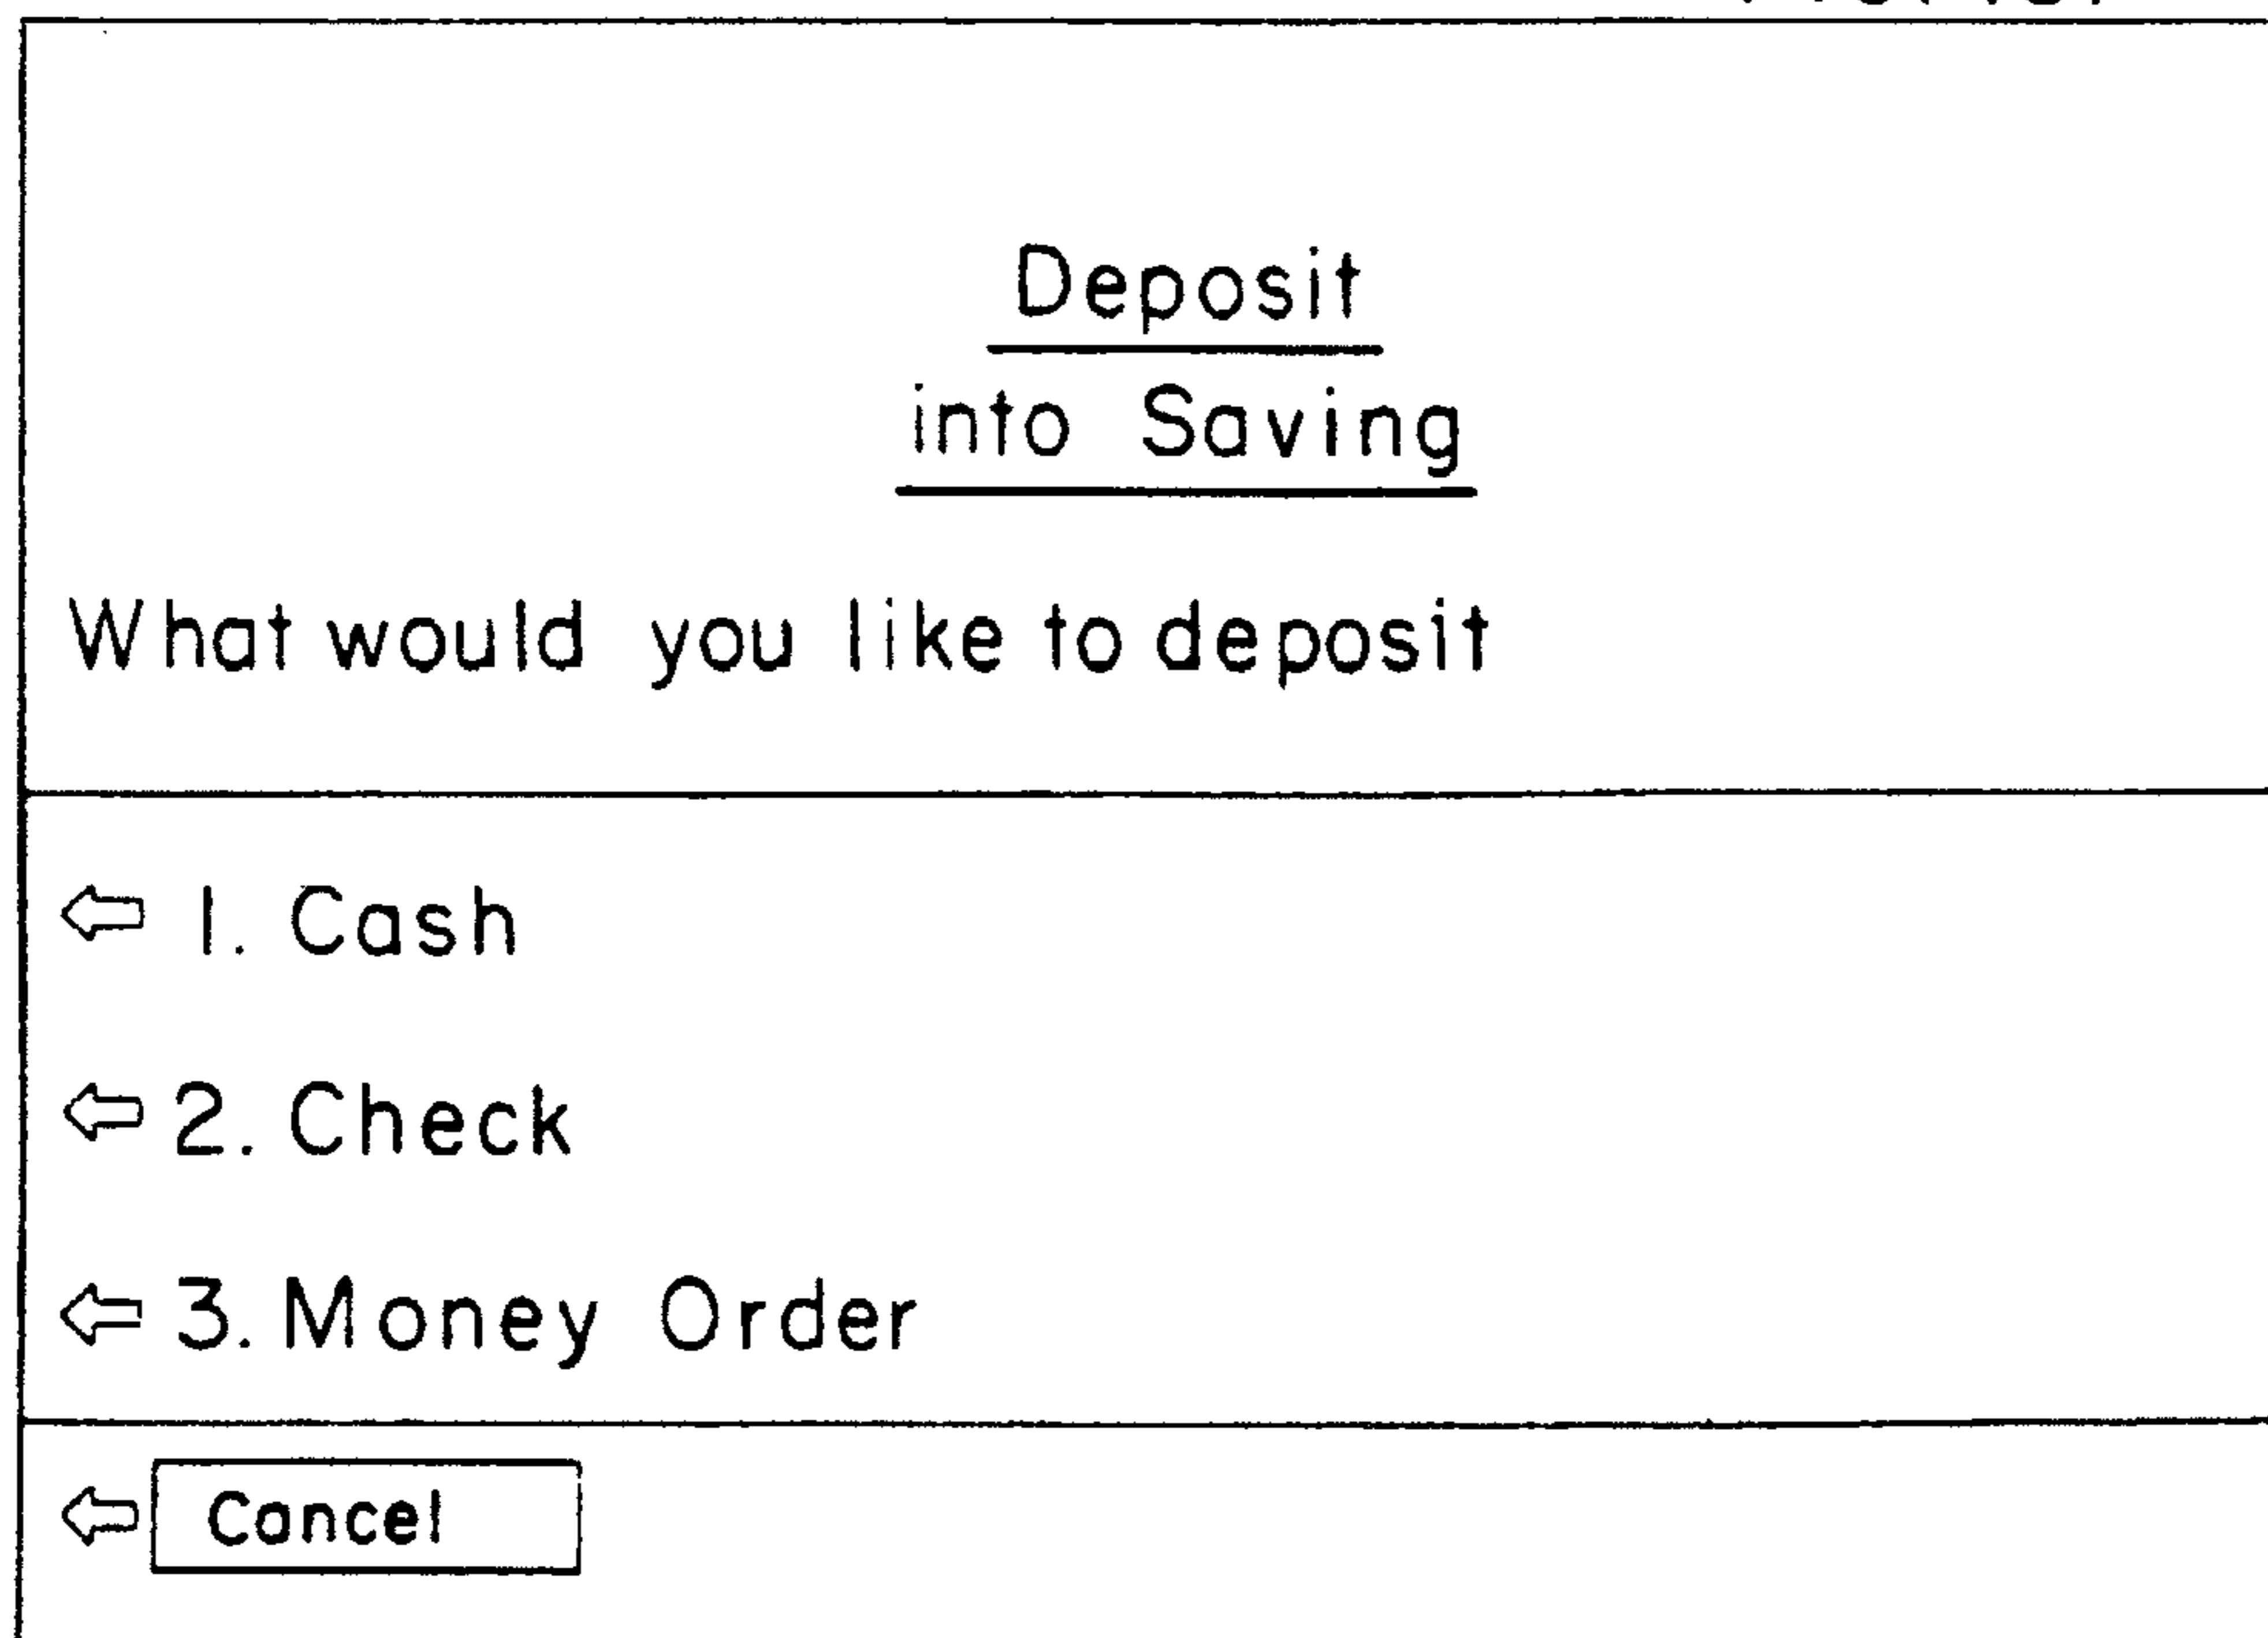 Deposit
into Saving
What would you like to deposit
1. Cash
2. Check
3. Money Order
Cancel